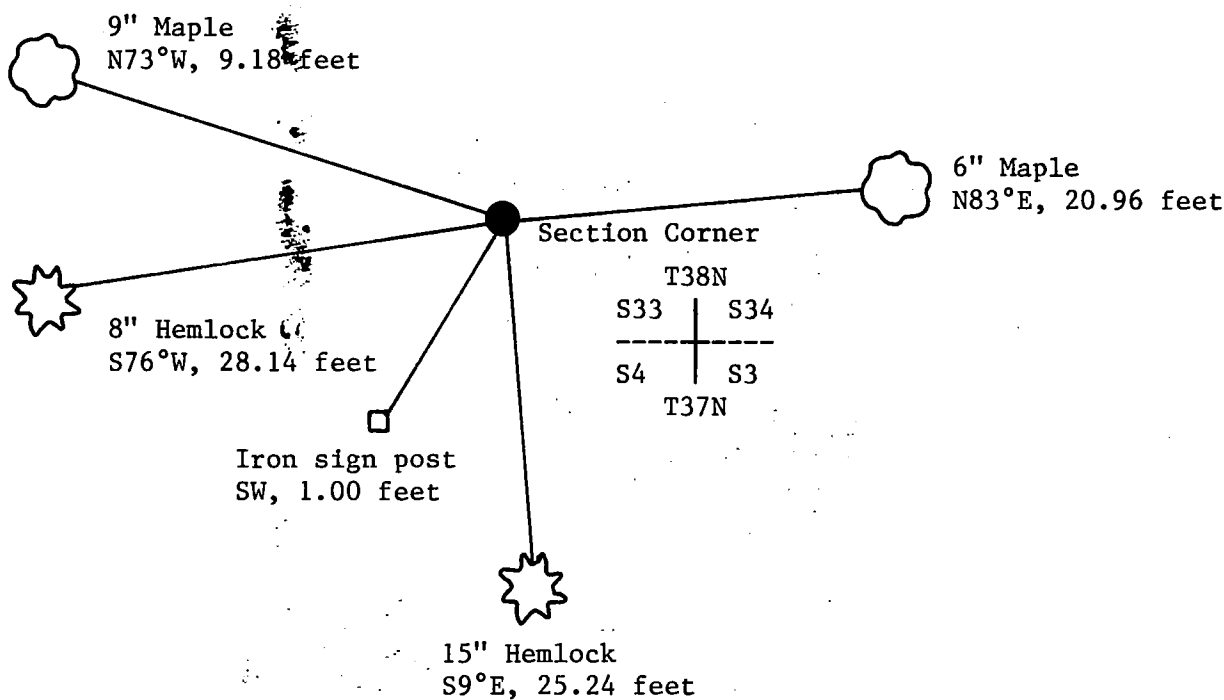 9" Maple
N73°W, 9.18 feet
6" Maple
N83°E, 20.96 feet
Section Corner
T38N
S33 S34
S4 S3
T37N
8" Hemlock
S76°W, 28.14 feet
Iron sign post
SW, 1.00 feet
15" Hemlock
S9°E, 25.24 feet